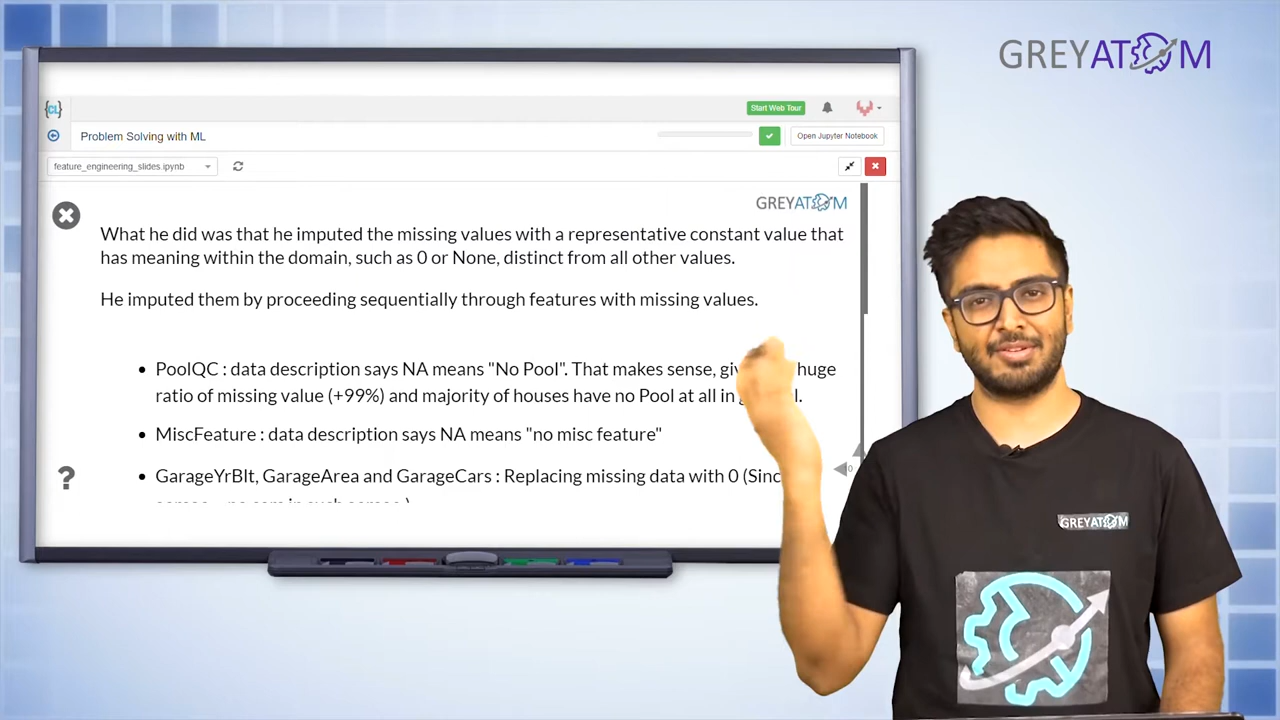 GREYATOM
{CL}
Start Web Tour
Problem Solving with ML
Open Jupyter Notebook
feature_engineering_slides.ipynb
GREYATOM
What he did was that he imputed the missing values with a representative constant value that
has meaning within the domain, such as 0 or None, distinct from all other values.
He imputed them by proceeding sequentially through features with missing values.
• PoolQC : data description says NA means "No Pool". That makes sense, huge
ratio of missing value (+99%) and majority of houses have no Pool at all in
• MiscFeature : data description says NA means "no misc feature"
?
• GarageYrBlt, GarageArea and GarageCars : Replacing missing data with 0
GREYATOM